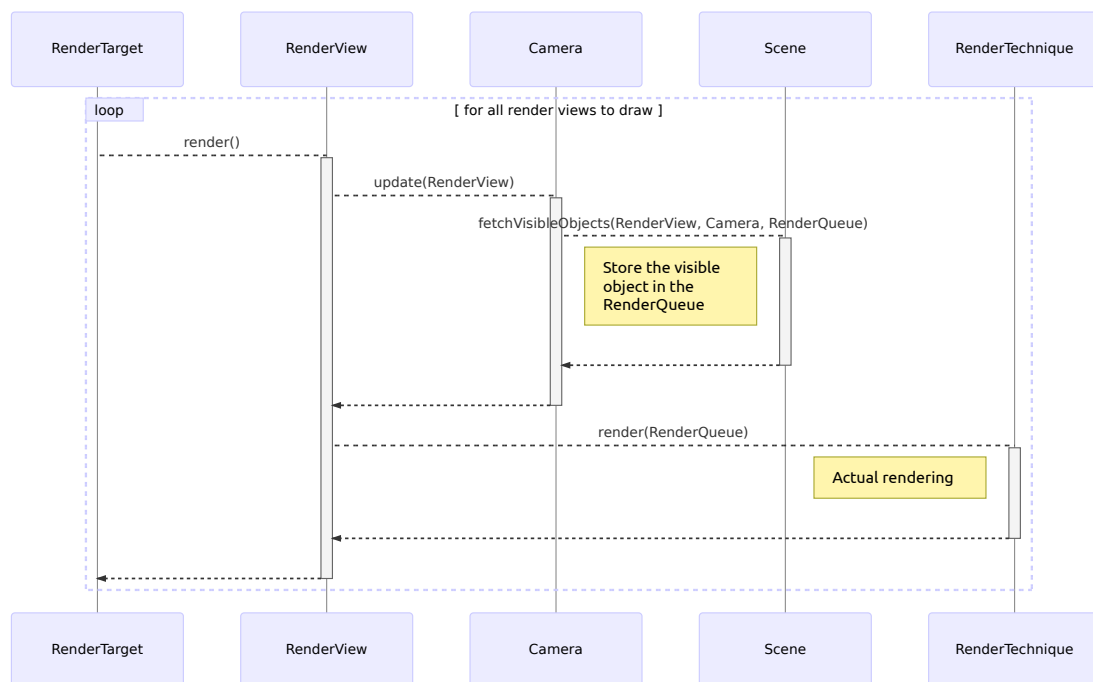 RenderTarget
RenderView
Camera
Scene
RenderTechnique
loop
[ for all render views to draw ]
render()
update(RenderView)
fetchVisibleObjects(RenderView, Camera, RenderQueue)
Store the visible
object in the
RenderQueue
render(RenderQueue)
Actual rendering
RenderTarget
RenderView
Camera
Scene
RenderTechnique